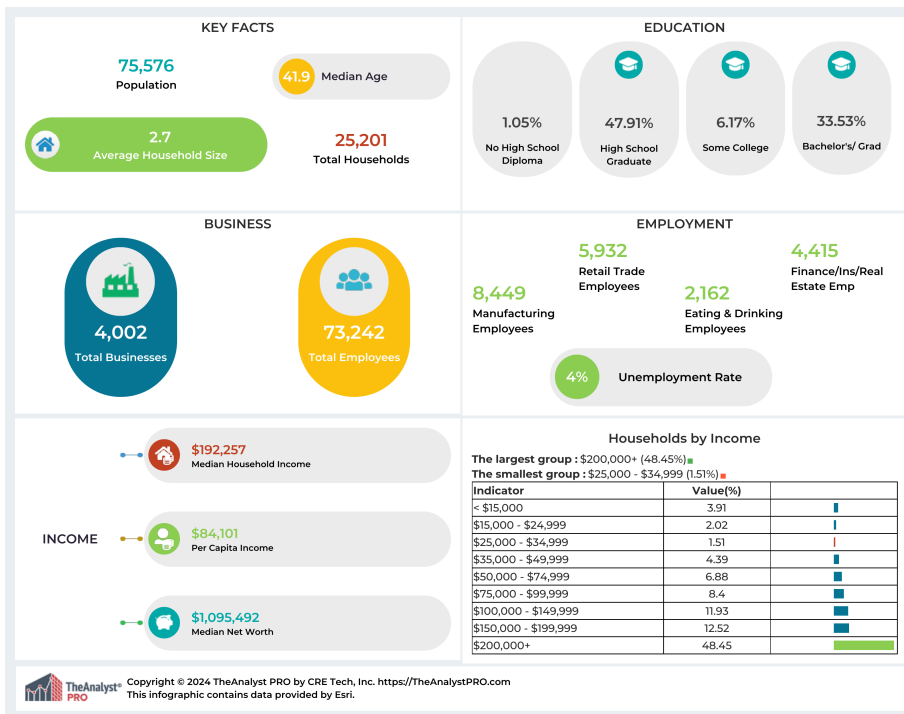 KEY FACTS
75,576
Population
41.9
Median Age
2.7
Average Household Size
25,201
Total Households
EDUCATION
1.05%
No High School
Diploma
47.91%
High School
Graduate
6.17%
Some College
33.53%
Bachelor's/ Grad
BUSINESS
4,002
Total Businesses
73,242
Total Employees
EMPLOYMENT
8,449
Manufacturing
Employees
5,932
Retail Trade
Employees
2,162
Eating & Drinking
Employees
4,415
Finance/Ins/Real
Estate Emp
4%
Unemployment Rate
INCOME
$192,257
Median Household Income
$84,101
Per Capita Income
$1,095,492
Median Net Worth
Households by Income
The largest group : $200,000+ (48.45%)
The smallest group : $25,000 - $34,999 (1.51%)
Indicator Value(%)
< $15,000 3.91
$15,000 - $24,999 2.02
$25,000 - $34,999 1.51
$35,000 - $49,999 4.39
$50,000 - $74,999 6.88
$75,000 - $99,999 8.4
$100,000 - $149,999 11.93
$150,000 - $199,999 12.52
$200,000+ 48.45
TheAnalyst®
PRO
Copyright © 2024 TheAnalyst PRO by CRE Tech, Inc. https://TheAnalystPRO.com
This infographic contains data provided by Esri.